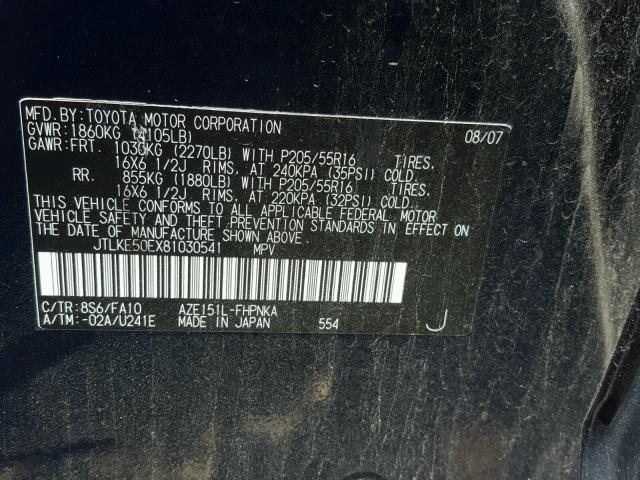 MFD.BY:TOYOTA MOTOR CORPORATION 08/07
GVWR:1860KG (4105LB)
GAWR:FRT. 1030KG (2270LB) WITH P205/55R16 TIRES.
16X6 1/2J RIMS, AT 240KPA (35PSI) COLD.
RR. 855KG (1880LB) WITH P205/55R16 TIRES.
16X6 1/2J RIMS, AT 220KPA (32PSI) COLD.
THIS VEHICLE CONFORMS TO ALL APPLICABLE FEDERAL MOTOR
VEHICLE SAFETY AND THEFT PREVENTION STANDARDS IN EFFECT ON
THE DATE OF MANUFACTURE SHOWN ABOVE.
JTLKE50EX81030541 MPV
C/TR:8S6/FA10 AZE151L-FHPNKA
A/TM:-02A/U241E MADE IN JAPAN 554 J